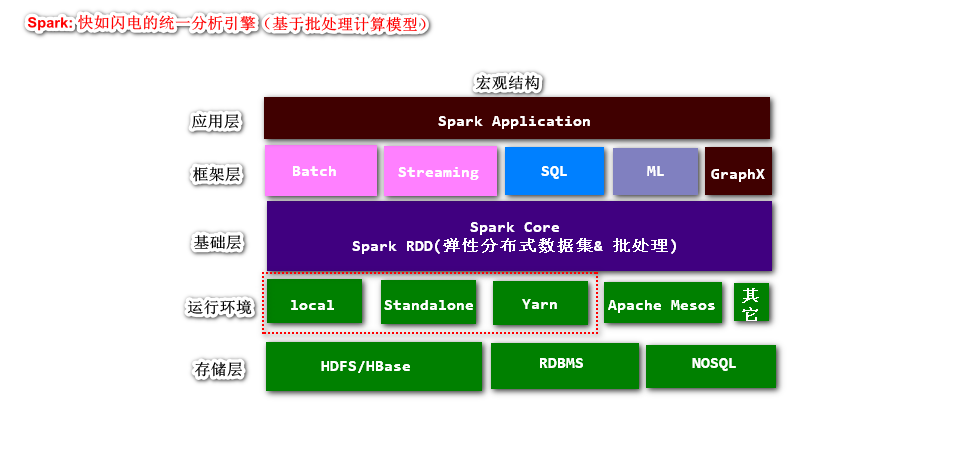 Spark: 快如闪电的统一分析引擎（基于批处理计算模型）
宏观结构
应用层
Spark Application
框架层
Batch
Streaming
SQL
ML
GraphX
基础层
Spark Core
Spark RDD(弹性分布式数据集& 批处理)
运行环境
local
Standalone
Yarn
Apache Mesos
其
它
存储层
HDFS/HBase
RDBMS
NOSQL